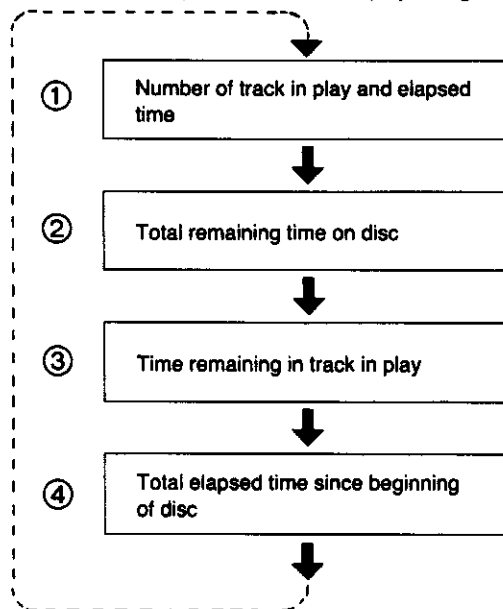 ① Number of track in play and elapsed
time
② Total remaining time on disc
③ Time remaining in track in play
④ Total elapsed time since beginning
of disc